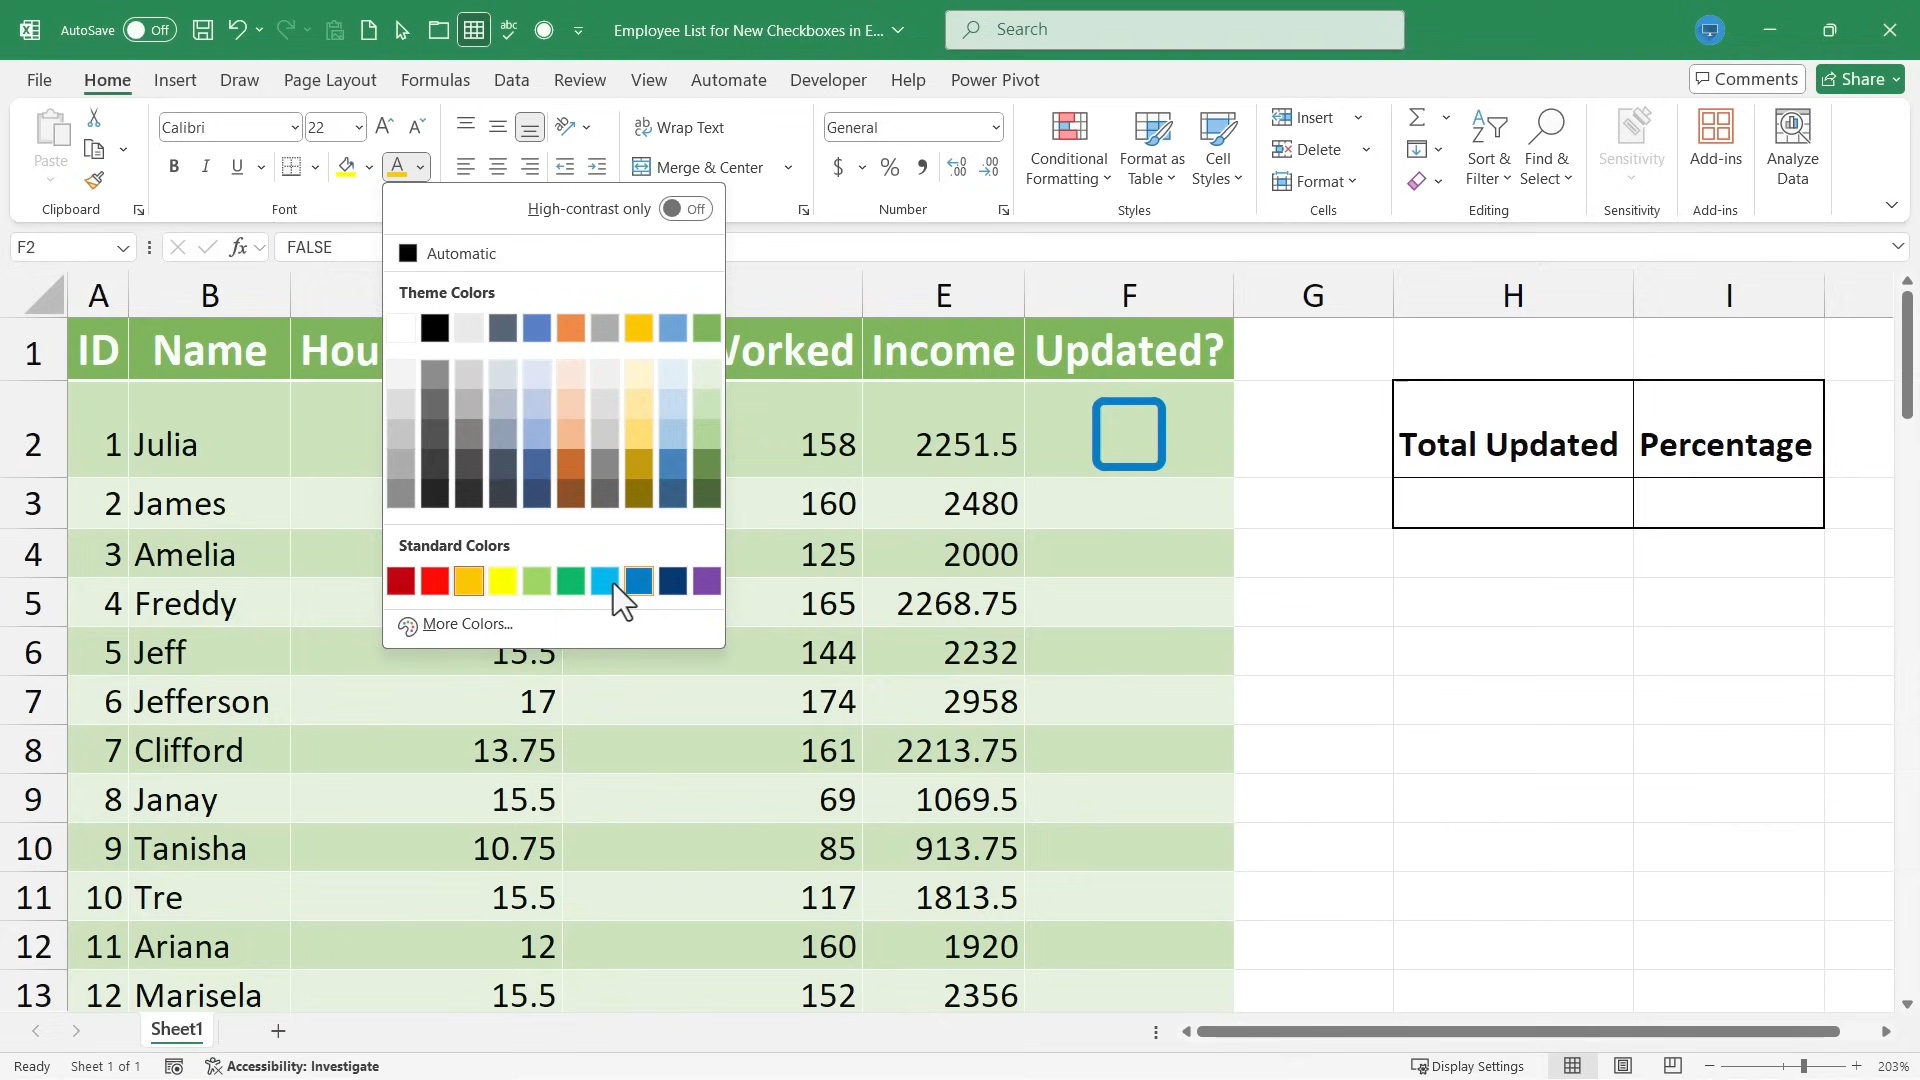 AutoSave Off abc Employee List for New Checkboxes in E... Search
File Home Insert Draw Page Layout Formulas Data Review View Automate Developer Help Power Pivot Comments Share
Paste Calibri 22 A A ab Wrap Text General Conditional Formatting Format as Table Cell Styles Insert Sort & Filter Find & Select Sensitivity Add-ins Analyze Data
B I U A Merge & Center $ % Delete
Format
Clipboard Font Number Styles Cells Editing Sensitivity Add-ins
High-contrast only Off
F2 fx FALSE
Automatic
Theme Colors
Standard Colors
More Colors...
A B E F G H I
1 ID Name Hou Worked Income Updated?
2 1 Julia 158 2251.5 Total Updated Percentage
3 2 James 160 2480
4 3 Amelia 125 2000
5 4 Freddy 165 2268.75
6 5 Jeff 15.5 144 2232
7 6 Jefferson 17 174 2958
8 7 Clifford 13.75 161 2213.75
9 8 Janay 15.5 69 1069.5
10 9 Tanisha 10.75 85 913.75
11 10 Tre 15.5 117 1813.5
12 11 Ariana 12 160 1920
13 12 Marisela 15.5 152 2356
Sheet1
Ready Sheet 1 of 1 Accessibility: Investigate Display Settings 203%